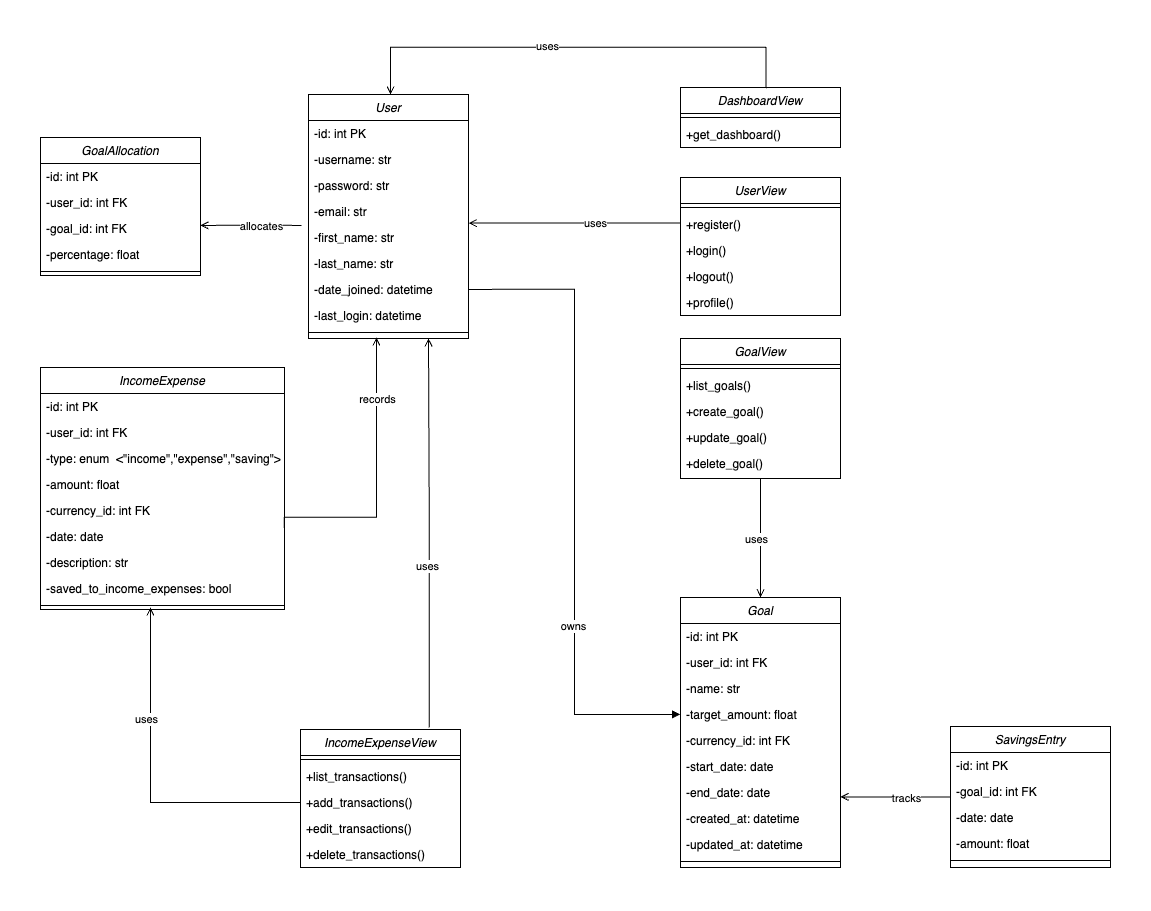 uses
DashboardView
+get_dashboard()
User
-id: int PK
-username: str
-password: str
-email: str
-first_name: str
-last_name: str
-date_joined: datetime
-last_login: datetime
GoalAllocation
-id: int PK
-user_id: int FK
-goal_id: int FK
-percentage: float
allocates
uses
UserView
+register()
+login()
+logout()
+profile()
GoalView
+list_goals()
+create_goal()
+update_goal()
+delete_goal()
IncomeExpense
-id: int PK
-user_id: int FK
-type: enum  <"income","expense","saving">
-amount: float
-currency_id: int FK
-date: date
-description: str
-saved_to_income_expenses: bool
records
uses
uses
owns
Goal
-id: int PK
-user_id: int FK
-name: str
-target_amount: float
-currency_id: int FK
-start_date: date
-end_date: date
-created_at: datetime
-updated_at: datetime
uses
IncomeExpenseView
+list_transactions()
+add_transactions()
+edit_transactions()
+delete_transactions()
tracks
SavingsEntry
-id: int PK
-goal_id: int FK
-date: date
-amount: float